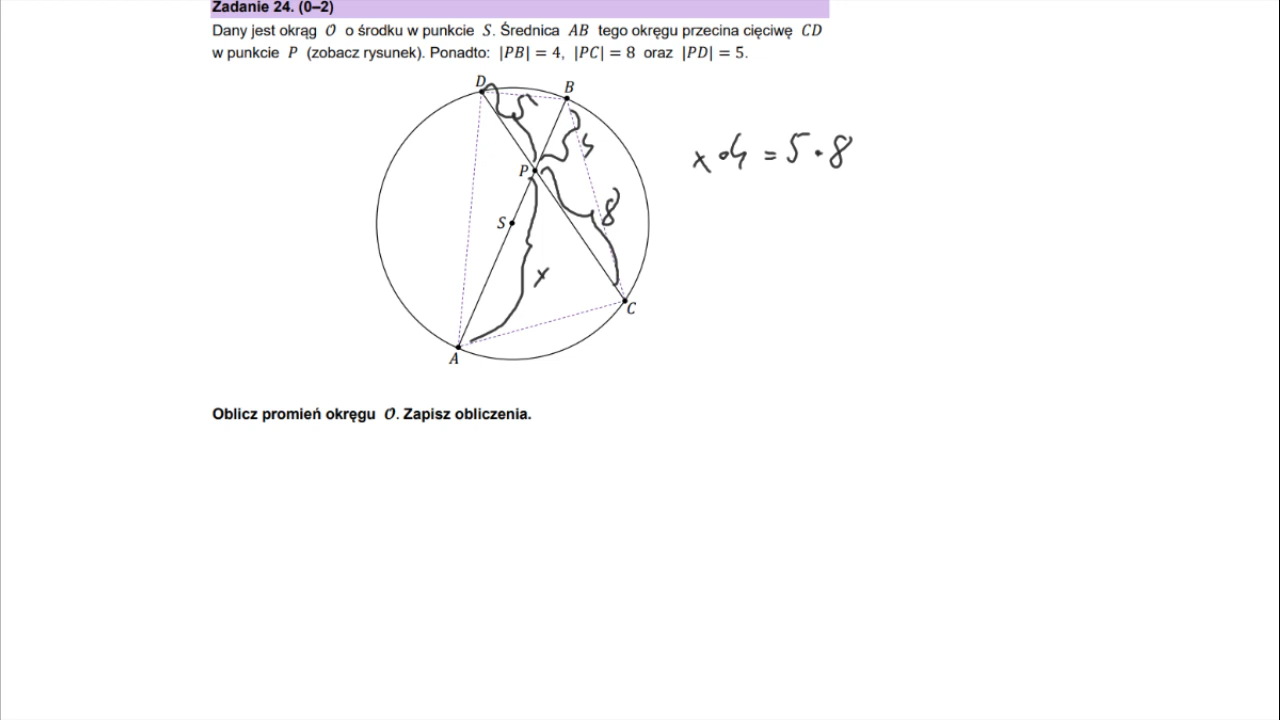 Zadanie 24. (0–2)
Dany jest okrąg 𝒪 o środku w punkcie S. Średnica AB tego okręgu przecina cięciwę CD
w punkcie P (zobacz rysunek). Ponadto: |PB| = 4, |PC| = 8 oraz |PD| = 5.
D
B
5
4
x · 4 = 5 · 8
P
8
S
x
C
A
Oblicz promień okręgu 𝒪. Zapisz obliczenia.